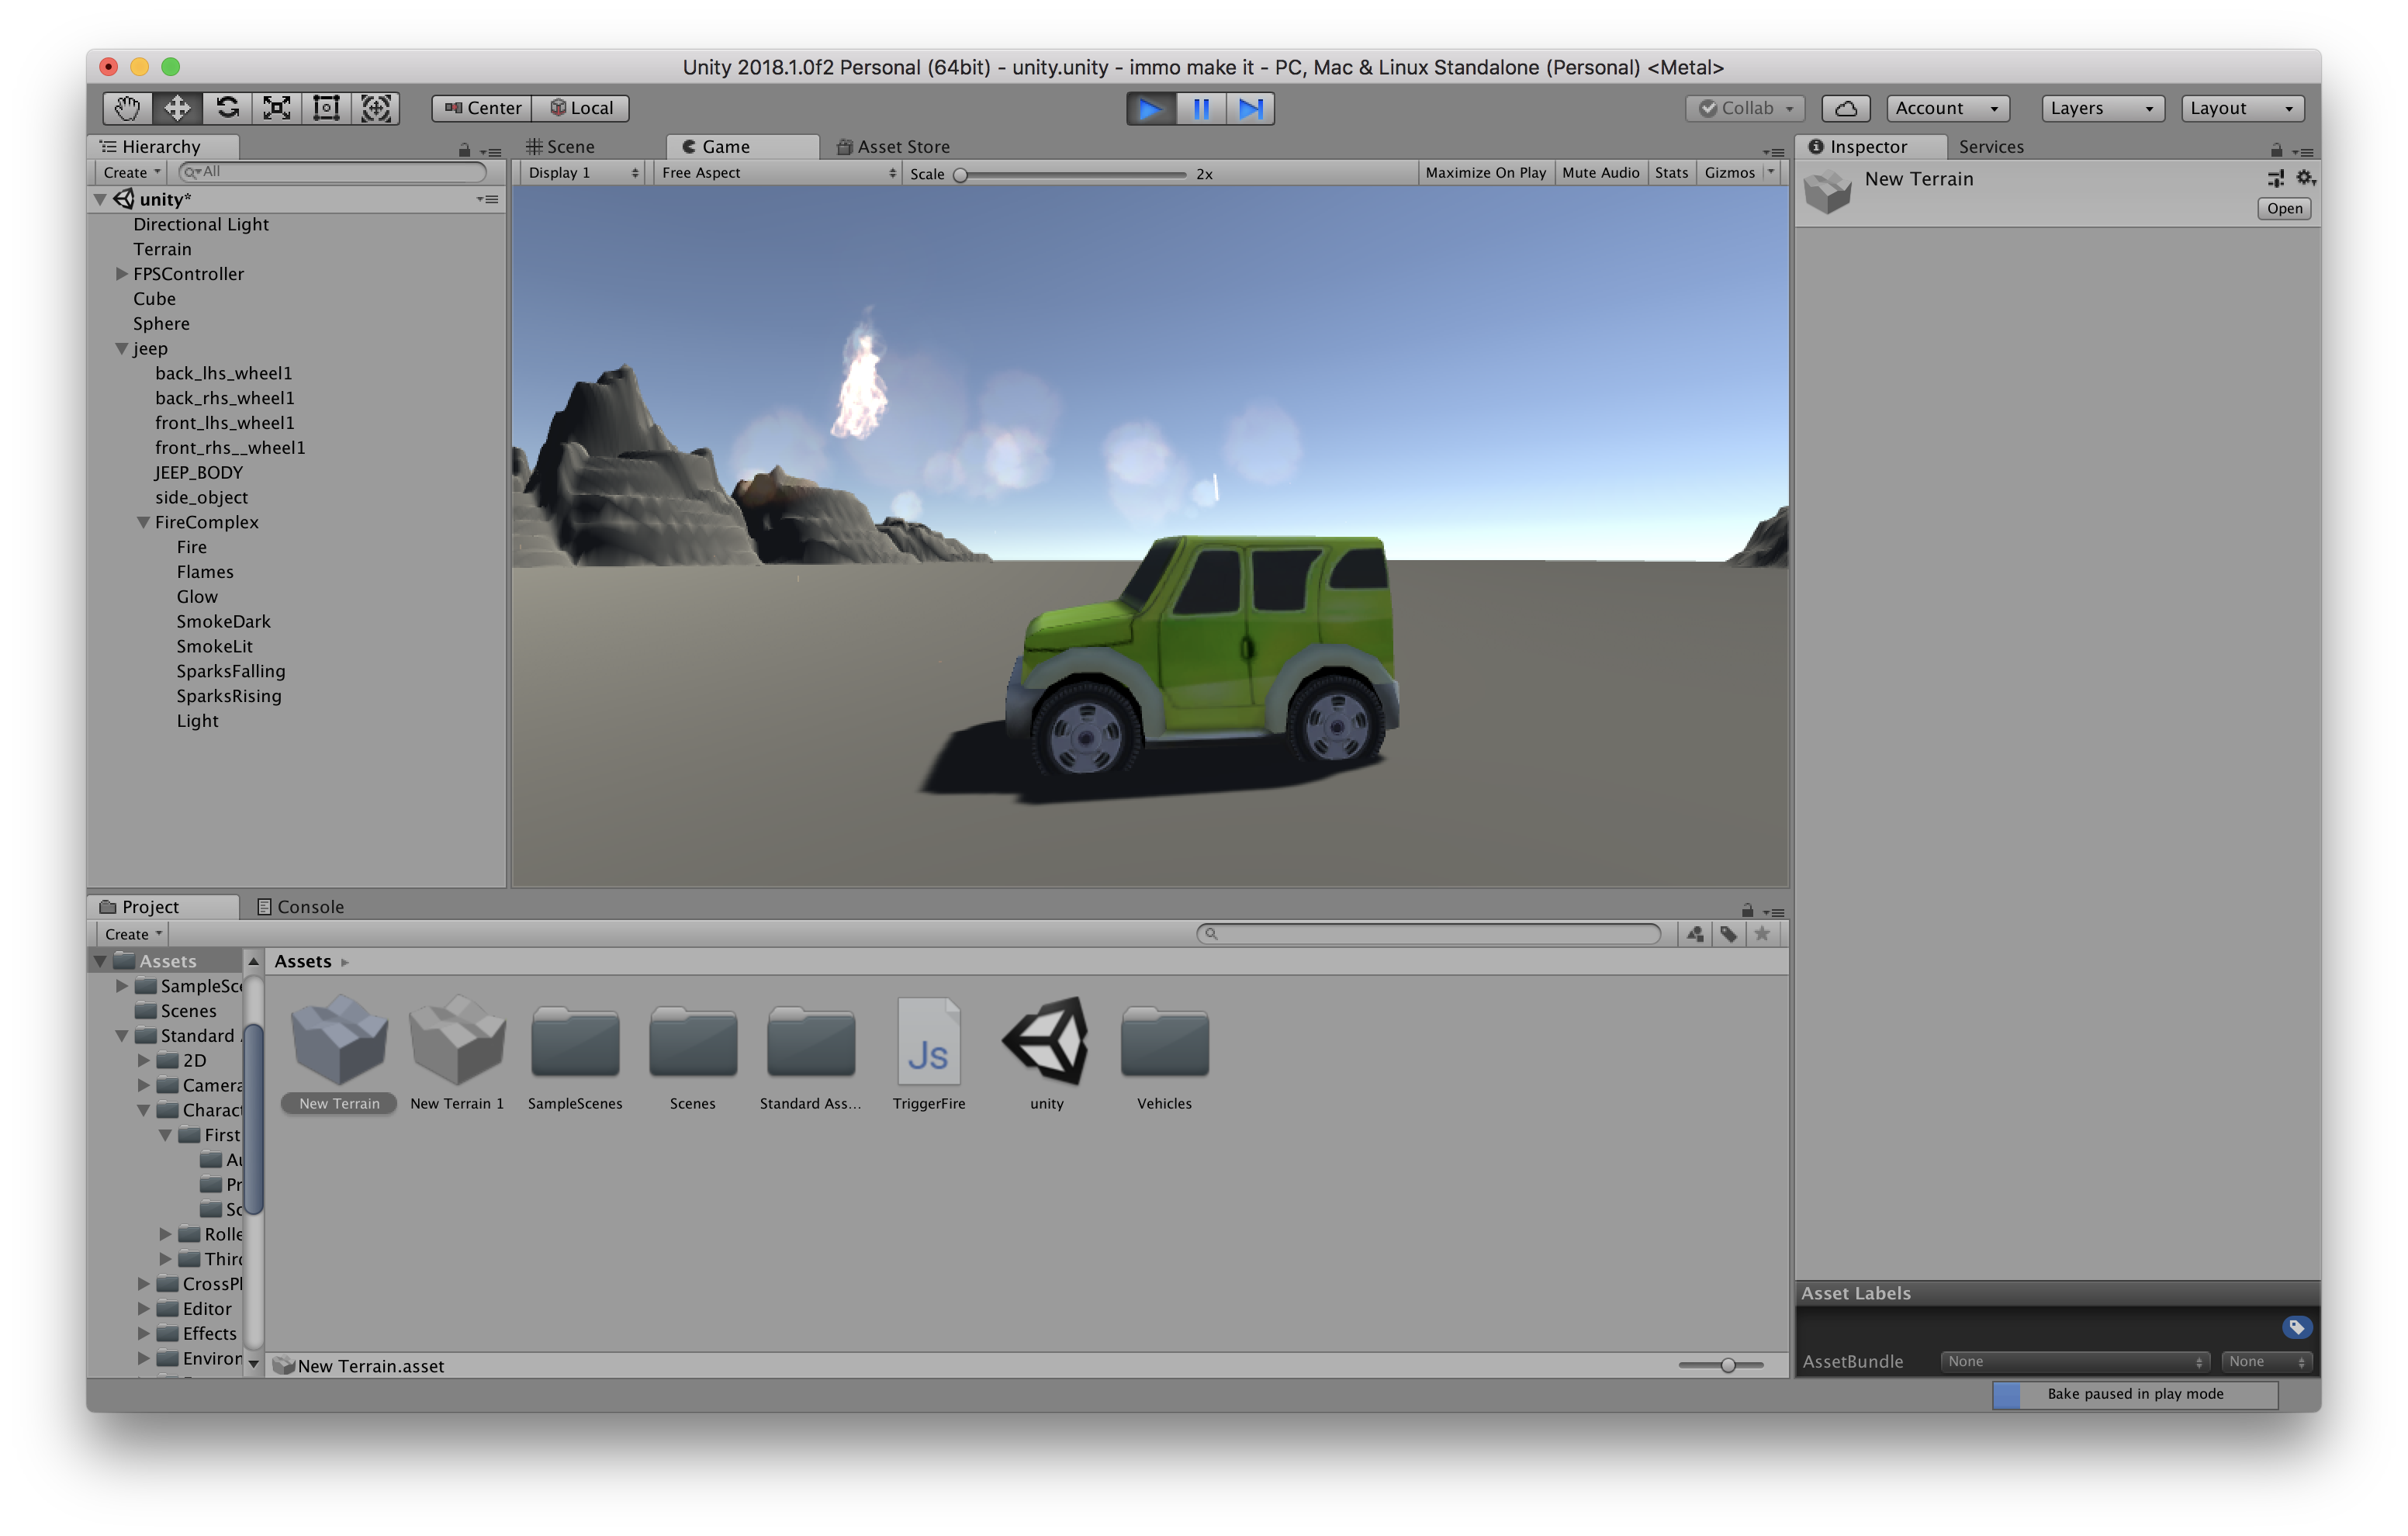 Unity 2018.1.0f2 Personal (64bit) - unity.unity - immo make it - PC, Mac & Linux Standalone (Personal) <Metal>
Center
Local
Collab
Account
Layers
Layout
Hierarchy
Create
All
unity*
Directional Light
Terrain
FPSController
Cube
Sphere
jeep
back_lhs_wheel1
back_rhs_wheel1
front_lhs_wheel1
front_rhs__wheel1
JEEP_BODY
side_object
FireComplex
Fire
Flames
Glow
SmokeDark
SmokeLit
SparksFalling
SparksRising
Light
Scene
Game
Asset Store
Display 1
Free Aspect
Scale
2x
Maximize On Play
Mute Audio
Stats
Gizmos
Inspector
Services
New Terrain
Open
Project
Console
Create
Assets
SampleSce
Scenes
Standard
2D
Camera
Charact
First
Au
Pr
Sc
Rolle
Third
CrossPl
Editor
Effects
Environ
Assets
New Terrain
New Terrain 1
SampleScenes
Scenes
Standard Ass...
Js
TriggerFire
unity
Vehicles
New Terrain.asset
Asset Labels
AssetBundle
None
None
Bake paused in play mode